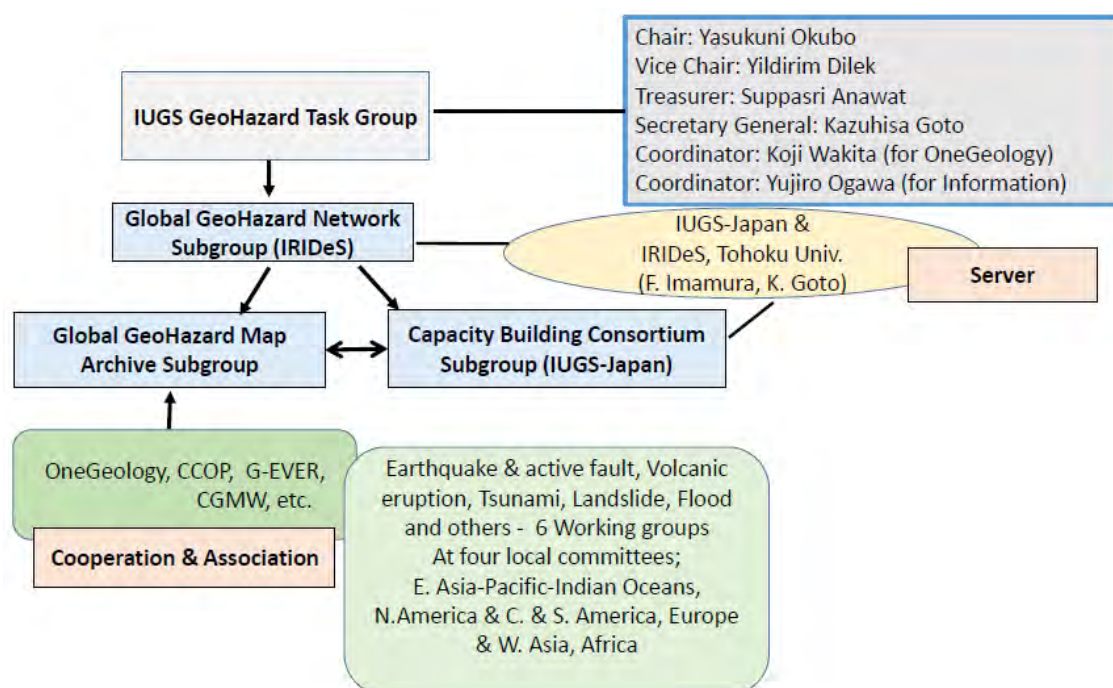 IUGS GeoHazard Task Group
Chair: Yasukuni Okubo
Vice Chair: Yildirim Dilek
Treasurer: Suppasri Anawat
Secretary General: Kazuhisa Goto
Coordinator: Koji Wakita (for OneGeology)
Coordinator: Yujiro Ogawa (for Information)
Global GeoHazard Network
Subgroup (IRIDeS)
IUGS-Japan &
IRIDeS, Tohoku Univ.
(F. Imamura, K. Goto)
Server
Global GeoHazard Map
Archive Subgroup
Capacity Building Consortium
Subgroup (IUGS-Japan)
OneGeology, CCOP, G-EVER,
CGMW, etc.
Cooperation & Association
Earthquake & active fault, Volcanic
eruption, Tsunami, Landslide, Flood
and others - 6 Working groups
At four local committees;
E. Asia-Pacific-Indian Oceans,
N.America & C. & S. America, Europe
& W. Asia, Africa